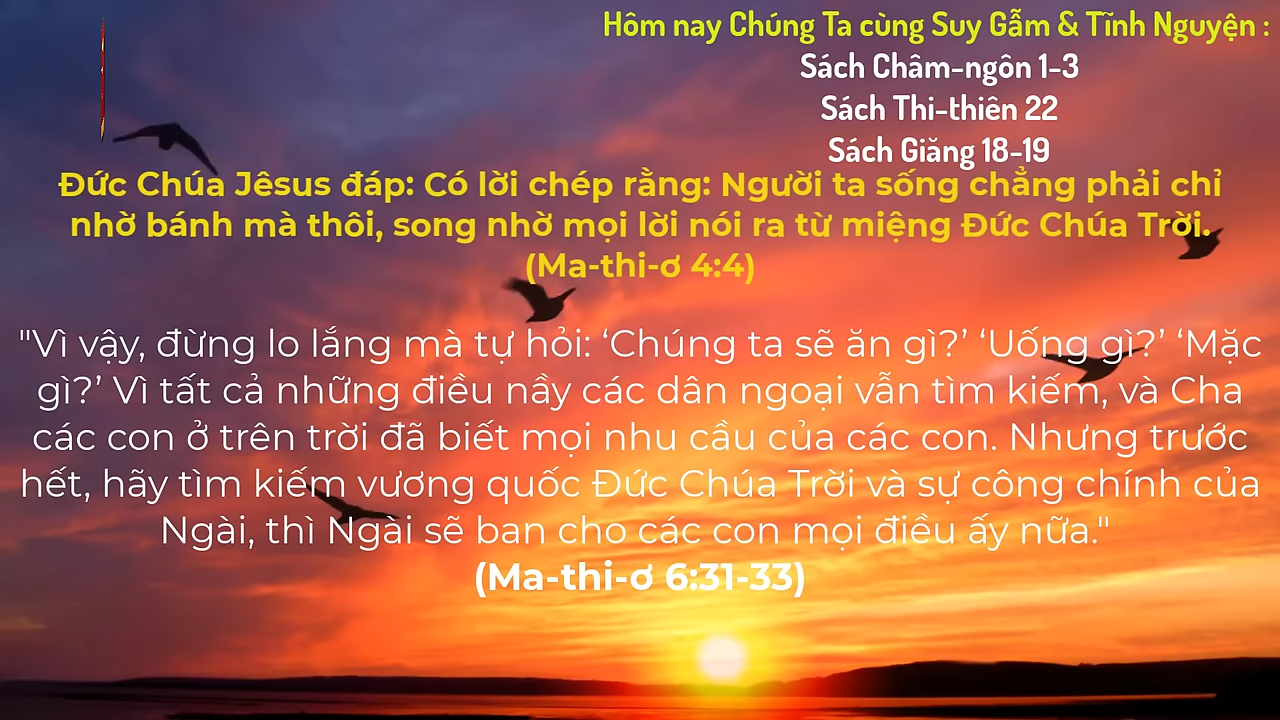 Hôm nay Chúng Ta cùng Suy Gẫm & Tĩnh Nguyện :
Sách Châm-ngôn 1-3
Sách Thi-thiên 22
Sách Giăng 18-19
Đức Chúa Jêsus đáp: Có lời chép rằng: Người ta sống chẳng phải chỉ
nhờ bánh mà thôi, song nhờ mọi lời nói ra từ miệng Đức Chúa Trời.
(Ma-thi-ơ 4:4)
"Vì vậy, đừng lo lắng mà tự hỏi: ‘Chúng ta sẽ ăn gì?’ ‘Uống gì?’ ‘Mặc
gì?’ Vì tất cả những điều nầy các dân ngoại vẫn tìm kiếm, và Cha
các con ở trên trời đã biết mọi nhu cầu của các con. Nhưng trước
hết, hãy tìm kiếm vương quốc Đức Chúa Trời và sự công chính của
Ngài, thì Ngài sẽ ban cho các con mọi điều ấy nữa."
(Ma-thi-ơ 6:31-33)